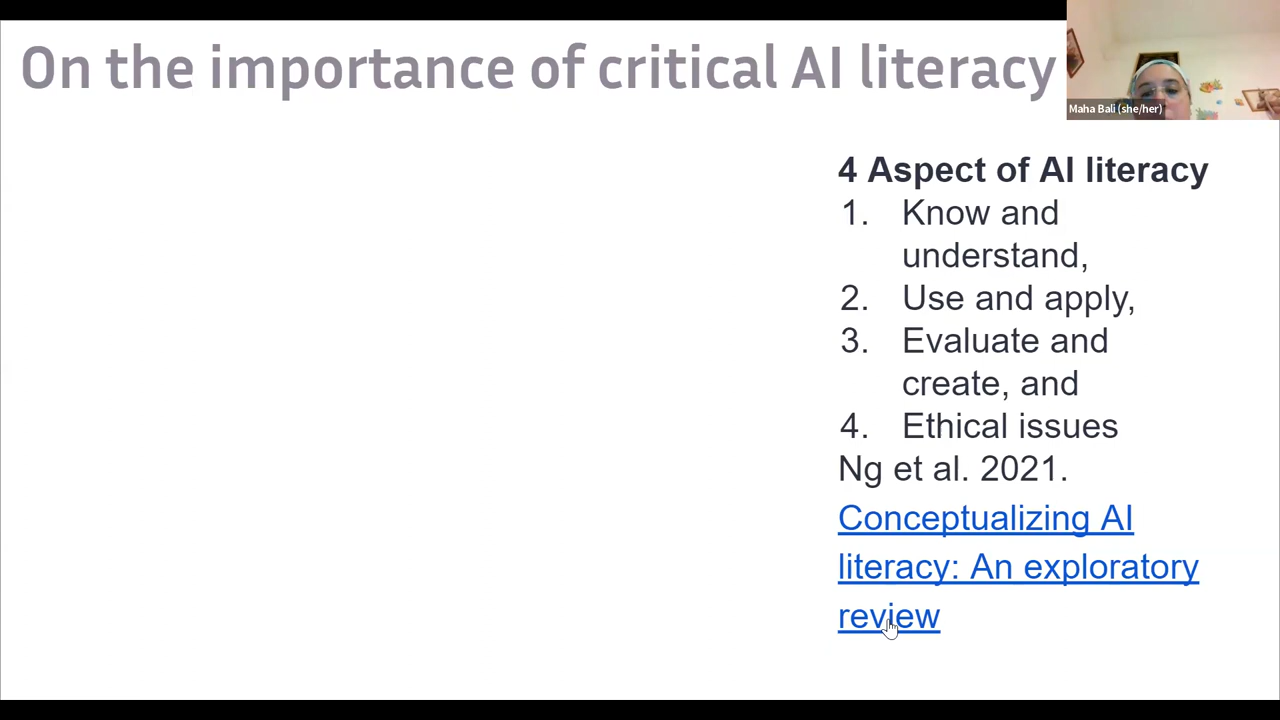 On the importance of critical AI literacy
Maha Bali (she/her)
4 Aspect of AI literacy
1. Know and
understand,
2. Use and apply,
3. Evaluate and
create, and
4. Ethical issues
Ng et al. 2021.
Conceptualizing AI
literacy: An exploratory
review